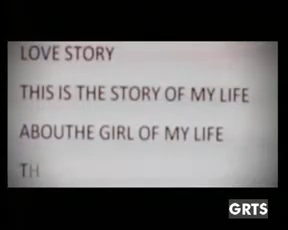 LOVE STORY
THIS IS THE STORY OF MY LIFE
ABOUTHE GIRL OF MY LIFE
TH
GRTS